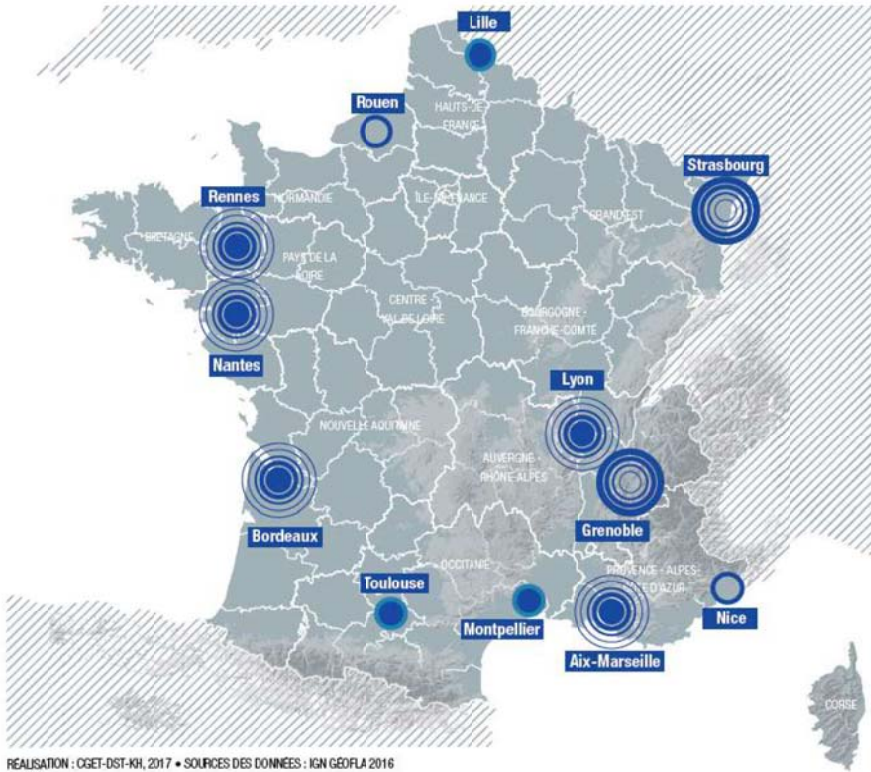 Lille
Rouen
HAUTS-DE-
FRANCE
Strasbourg
Rennes
NORMANDIE
ÎLE-DE-FRANCE
GRAND EST
BRETAGNE
PAYS DE LA
LOIRE
CENTRE -
VAL DE LOIRE
BOURGOGNE -
FRANCHE-COMTÉ
Nantes
Lyon
NOUVELLE AQUITAINE
AUVERGNE -
RHÔNE-ALPES
Bordeaux
Grenoble
OCCITANIE
PROVENCE - ALPES-
CÔTE D'AZUR
Toulouse
Montpellier
Nice
Aix-Marseille
CORSE
RÉALISATION : CGET-DST-KH, 2017 • SOURCES DES DONNÉES : IGN GÉOFLA 2016